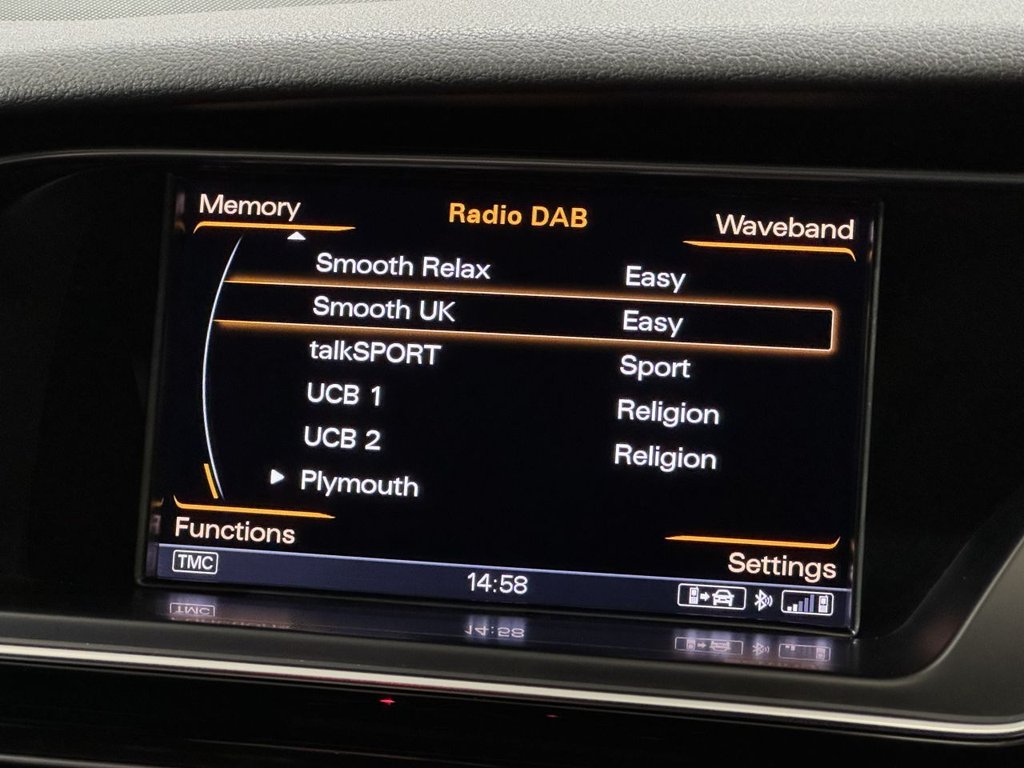 Memory
Radio DAB
Waveband
Smooth Relax Easy
Smooth UK Easy
talkSPORT Sport
UCB 1 Religion
UCB 2 Religion
Plymouth
Functions
Settings
TMC
14:58